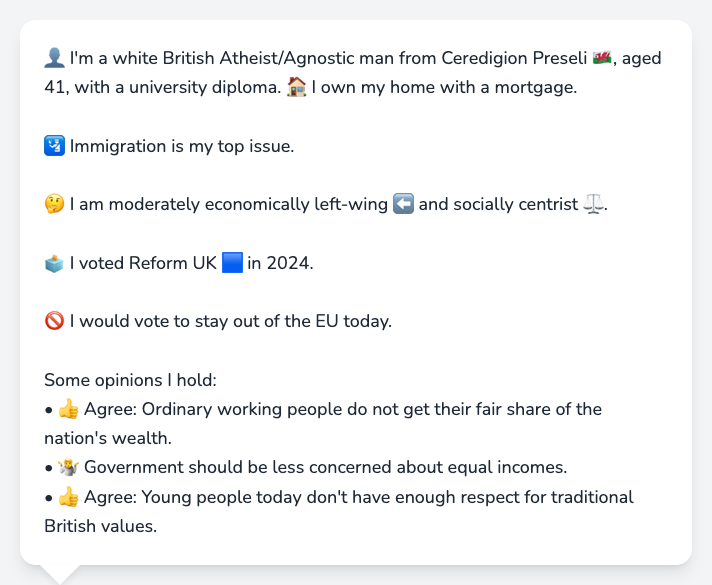 👤 I'm a white British Atheist/Agnostic man from Ceredigion Preseli 🏴󠁧󠁢󠁷󠁬󠁳󠁿, aged
41, with a university diploma. 🏠 I own my home with a mortgage.
🛂 Immigration is my top issue.
🤔 I am moderately economically left-wing ⬅️ and socially centrist ⚖️.
🗳️ I voted Reform UK 🟦 in 2024.
🚫 I would vote to stay out of the EU today.
Some opinions I hold:
• 👍 Agree: Ordinary working people do not get their fair share of the
nation's wealth.
• 🤷 Government should be less concerned about equal incomes.
• 👍 Agree: Young people today don't have enough respect for traditional
British values.